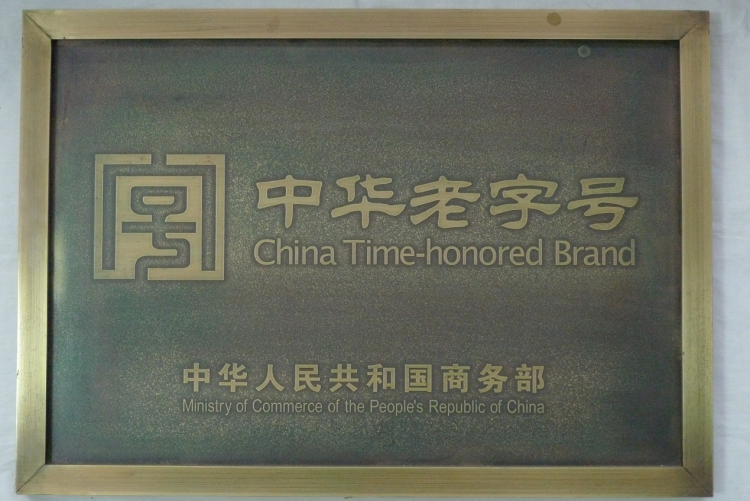 中华老字号
China Time-honored Brand
中华人民共和国商务部
Ministry of Commerce of the People's Republic of China